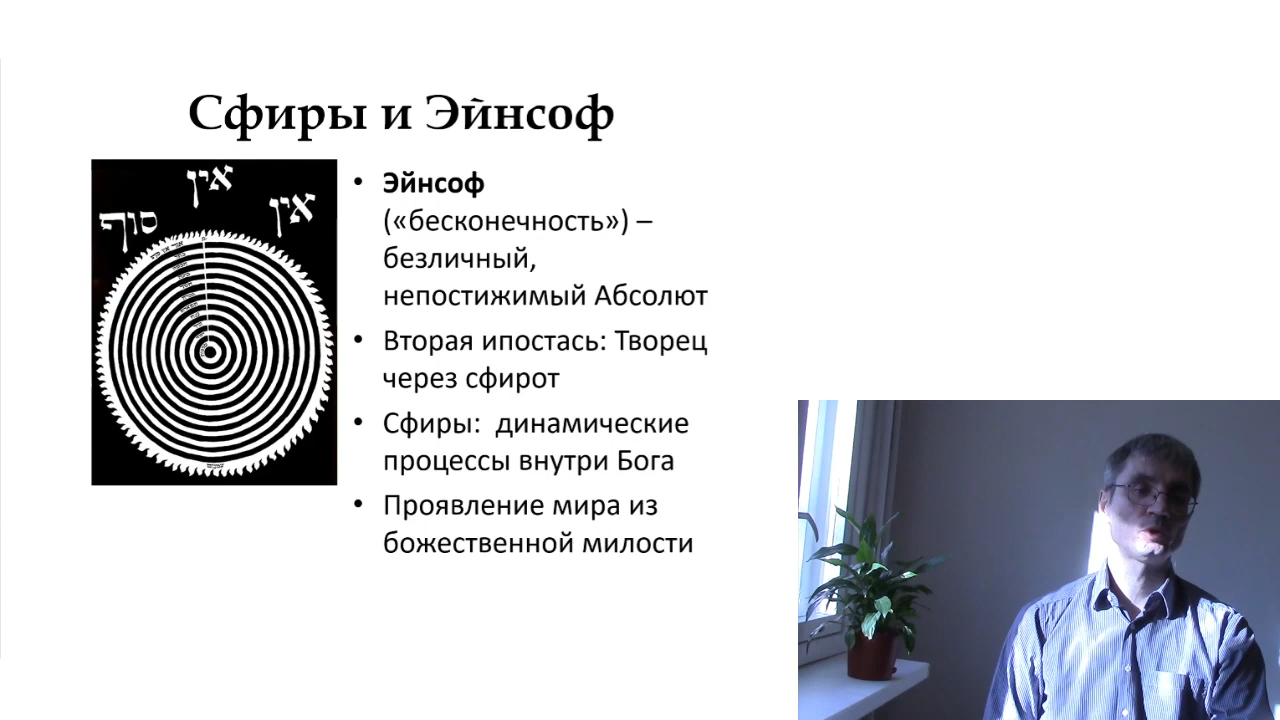 Сфиры и Эйнсоф
אין
אין
סוף
• Эйнсоф
(«бесконечность») –
безличный,
непостижимый Абсолют
• Вторая ипостась: Творец
через сфирот
• Сфиры: динамические
процессы внутри Бога
• Проявление мира из
божественной милости